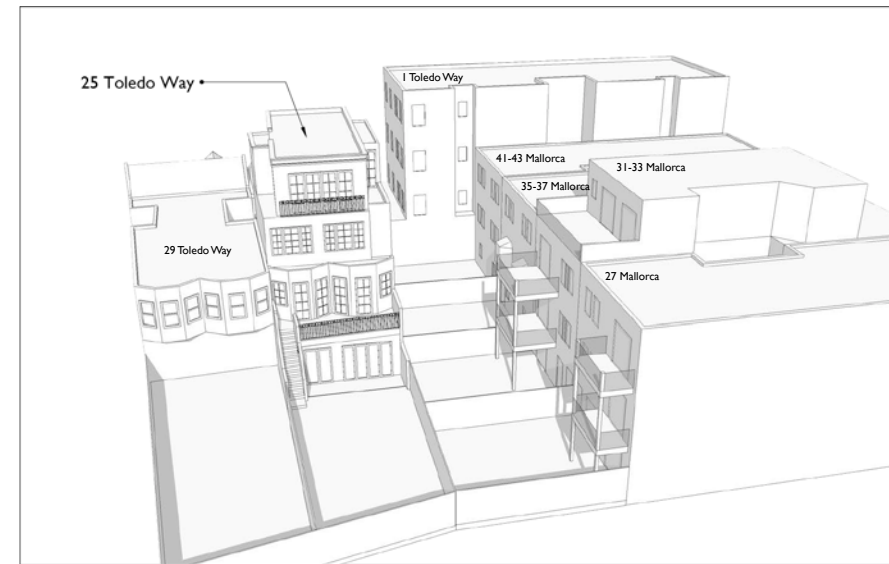 25 Toledo Way
1 Toledo Way
41-43 Mallorca
31-33 Mallorca
35-37 Mallorca
29 Toledo Way
27 Mallorca